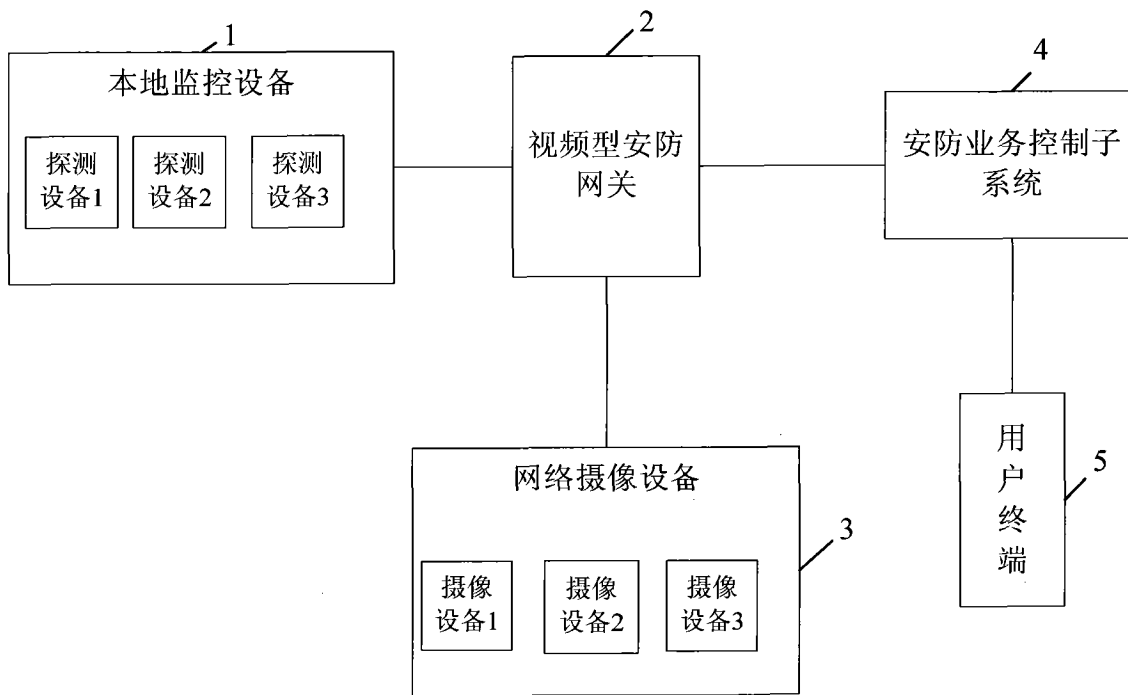 1
本地监控设备
探测
设备1
探测
设备2
探测
设备3
2
视频型安防
网关
4
安防业务控制子
系统
网络摄像设备
3
摄像
设备1
摄像
设备2
摄像
设备3
用
户
终
端
5